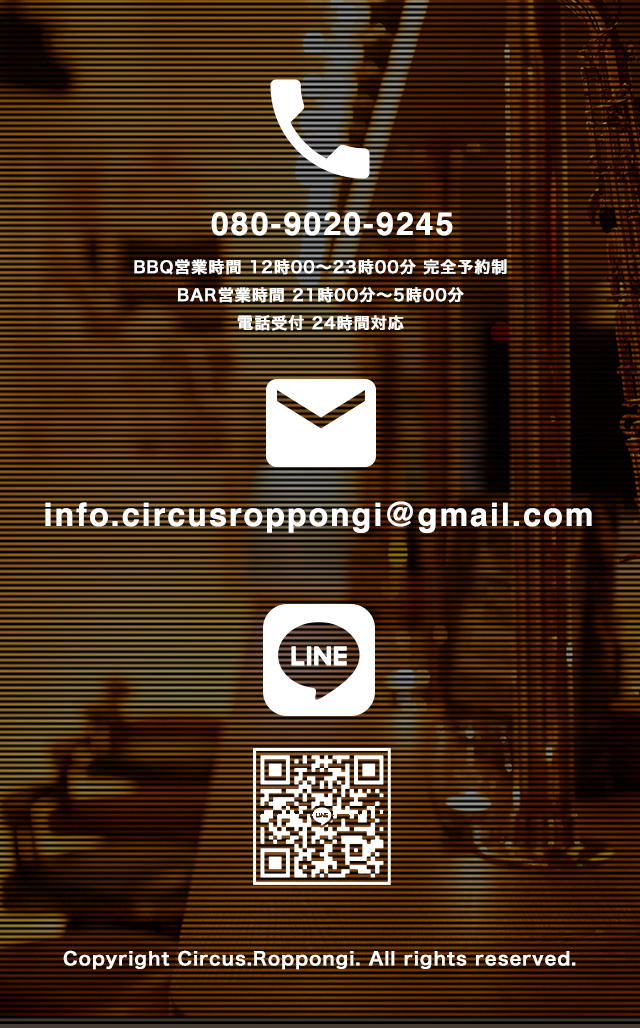 080-9020-9245
BBQ営業時間 12時00〜23時00分 完全予約制
BAR営業時間 21時00分〜5時00分
電話受付 24時間対応
info.circusroppongi@gmail.com
LINE
LINE
Copyright Circus.Roppongi. All rights reserved.